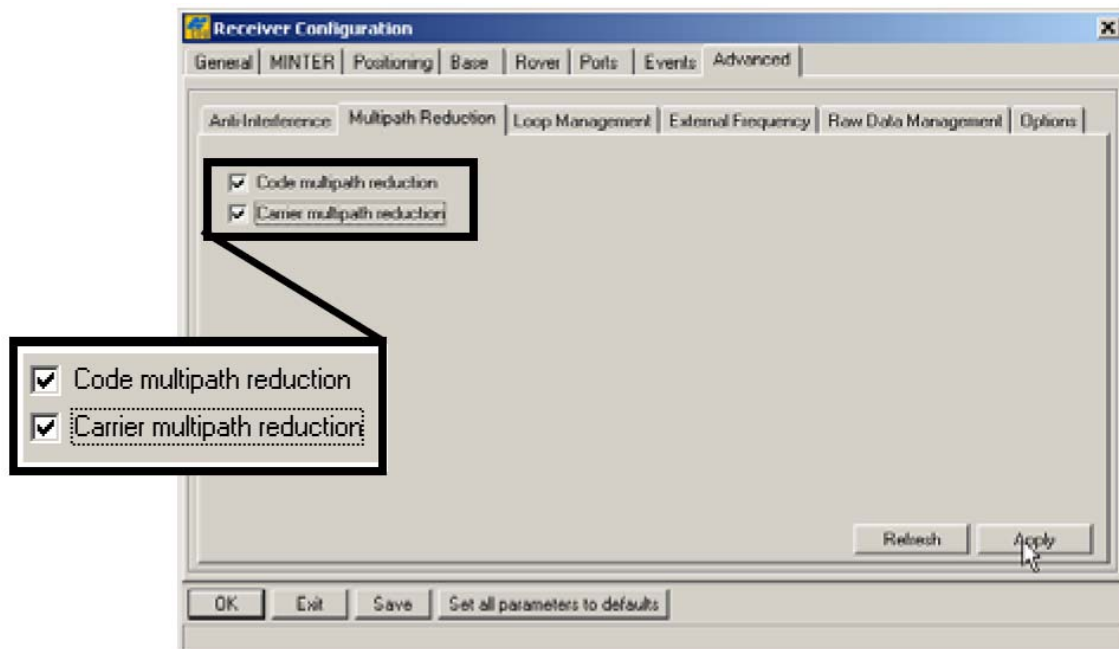 Receiver Configuration
General MINTER Positioning Base Rover Ports Events Advanced
Anti-Interference Multipath Reduction Loop Management External Frequency Raw Data Management Options
Code multipath reduction
Carrier multipath reduction
Code multipath reduction
Carrier multipath reduction
Refresh Apply
OK Exit Save Set all parameters to defaults